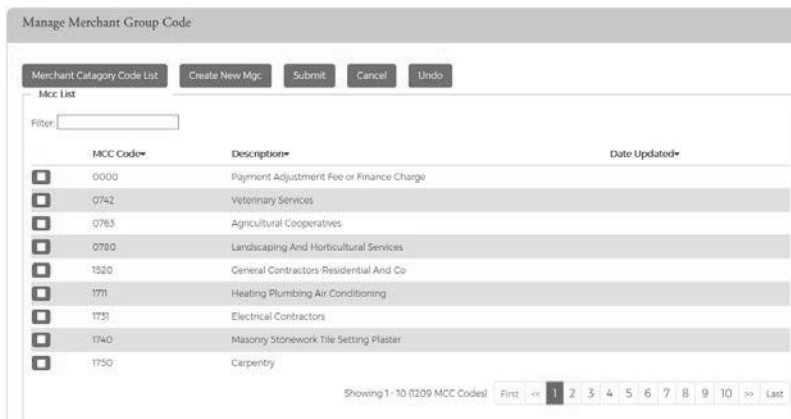 Manage Merchant Group Code
Merchant Catagory Code List Create New Mgc Submit Cancel Undo
Mcc List
Filter:
MCC Code Description Date Updated
0000 Payment Adjustment Fee or Finance Charge
0742 Veterinary Services
0763 Agricultural Cooperatives
0780 Landscaping And Horticultural Services
1520 General Contractors-Residential And Co
1711 Heating Plumbing Air Conditioning
1731 Electrical Contractors
1740 Masonry Stonework Tile Setting Plaster
1750 Carpentry
Showing 1 - 10 (1209 MCC Codes) First << 1 2 3 4 5 6 7 8 9 10 >> Last